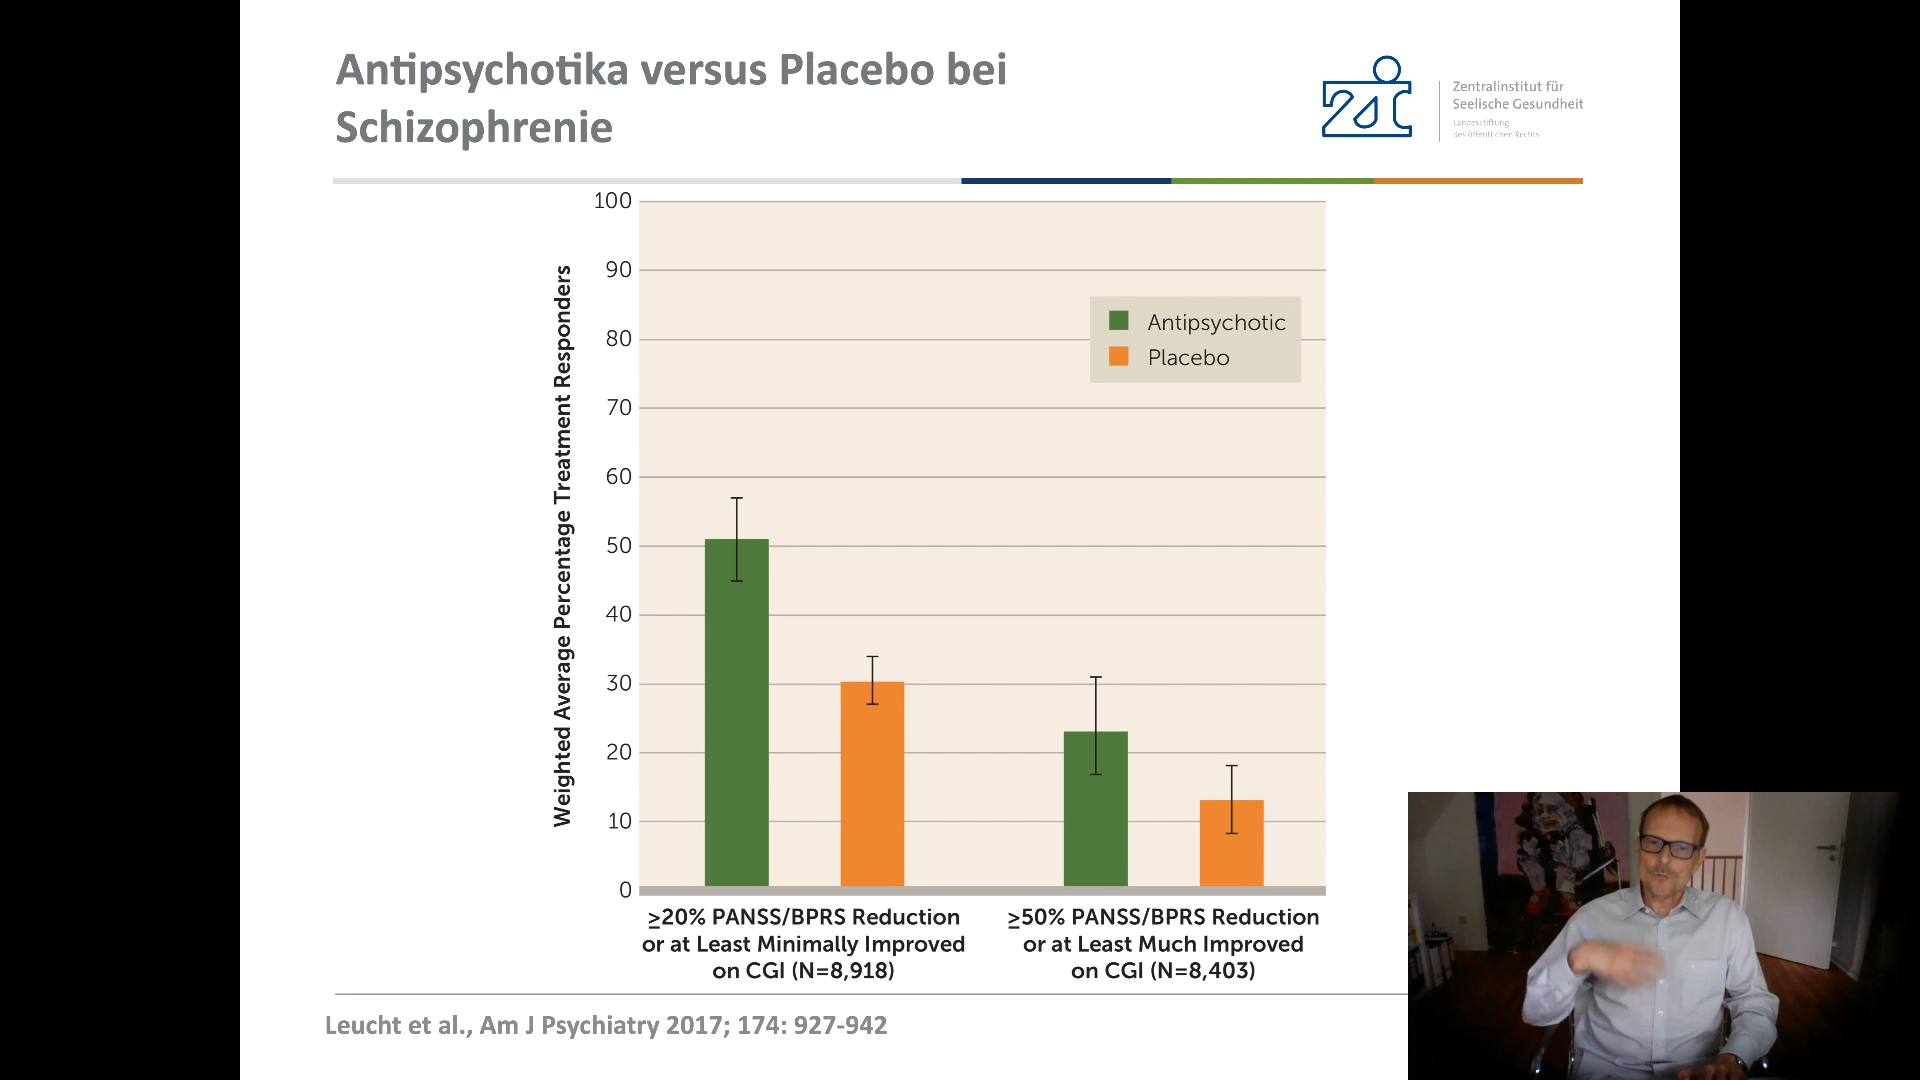 Antipsychotika versus Placebo bei
Schizophrenie
Zentralinstitut für
Seelische Gesundheit
Landesstiftung
des öffentlichen Rechts
100
90
80
70
60
50
40
30
20
10
0
Weighted Average Percentage Treatment Responders
Antipsychotic
Placebo
≥20% PANSS/BPRS Reduction
or at Least Minimally Improved
on CGI (N=8,918)
≥50% PANSS/BPRS Reduction
or at Least Much Improved
on CGI (N=8,403)
Leucht et al., Am J Psychiatry 2017; 174: 927-942